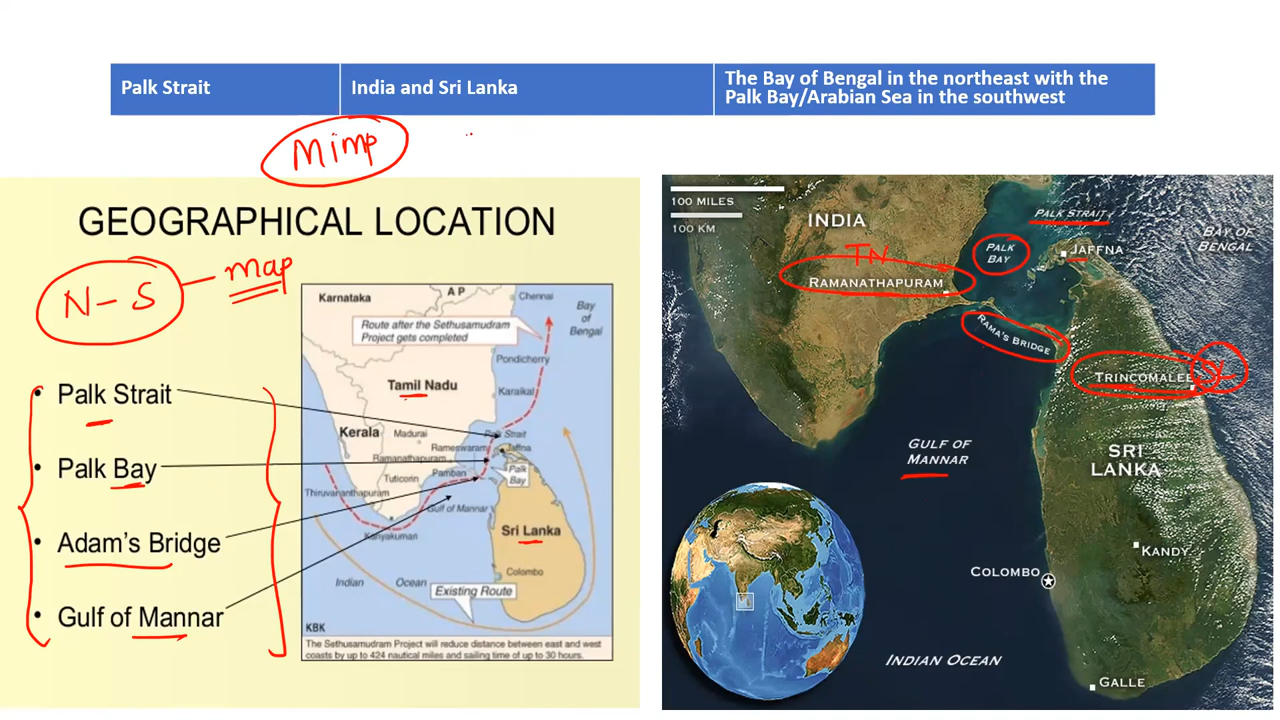 Palk Strait
India and Sri Lanka
The Bay of Bengal in the northeast with the
Palk Bay/Arabian Sea in the southwest
Mimp
GEOGRAPHICAL LOCATION
N-S
map
• Palk Strait
• Palk Bay
• Adam's Bridge
• Gulf of Mannar
Karnataka
A P
Chennai
Bay
of
Bengal
Route after the Sethusamudram
Project gets completed
Pondicherry
Tamil Nadu
Karaikal
Kerala
Madurai
Palk Strait
Rameswaram
Jaffna
Ramanathapuram
Tuticorin
Pamban
Palk
Bay
Thiruvananthapuram
Gulf of Mannar
Kanyakumari
Sri Lanka
Colombo
Indian Ocean
Existing Route
KBK
The Sethusamudram Project will reduce distance between east and west
coasts by up to 424 nautical miles and sailing time of up to 30 hours.
100 MILES
100 KM
INDIA
TN
RAMANATHAPURAM
PALK STRAIT
PALK
BAY
JAFFNA
BAY OF
BENGAL
RAMA'S BRIDGE
TRINCOMALEE
GULF OF
MANNAR
SRI
LANKA
KANDY
COLOMBO
INDIAN OCEAN
GALLE